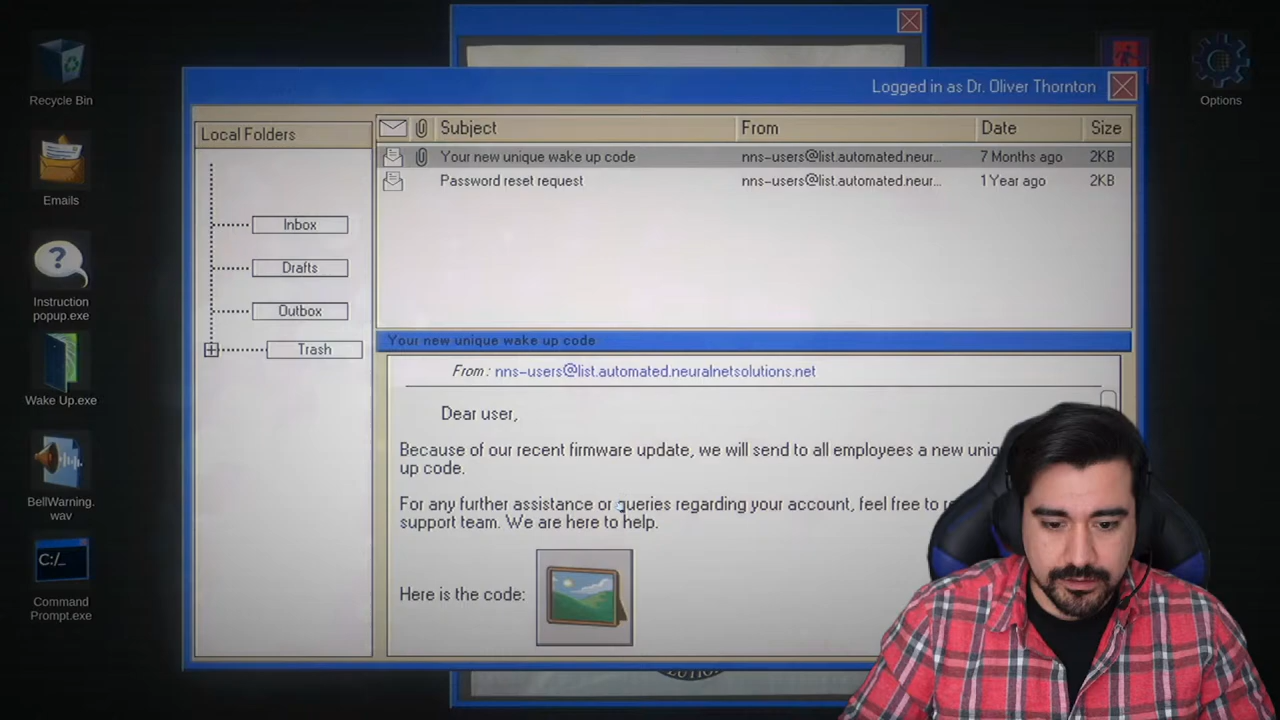 Logged in as Dr. Oliver Thornton
Recycle Bin
Options
Local Folders
Subject
From
Date
Size
Your new unique wake up code
nns-users@list.automated.neur...
7 Months ago
2KB
Password reset request
nns-users@list.automated.neur...
1 Year ago
2KB
Emails
Inbox
Drafts
Instruction
popup.exe
Outbox
Trash
Your new unique wake up code
From : nns-users@list.automated.neuralnetsolutions.net
Wake Up.exe
Dear user,
Because of our recent firmware update, we will send to all employees a new
up code.
For any further assistance or queries regarding your account, feel free to
support team. We are here to help.
BellWarning.
wav
C:/_
Here is the code:
Command
Prompt.exe